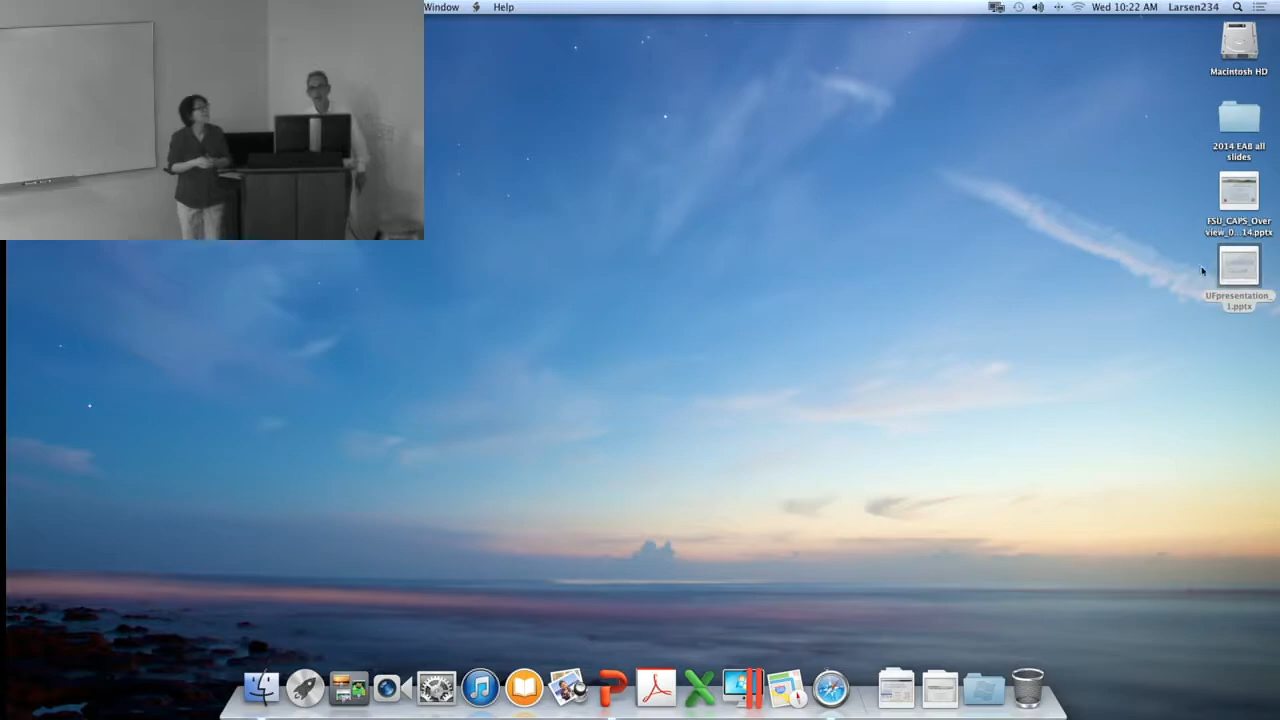 Window Help Wed 10:22 AM Larsen234
Macintosh HD
2014 EAB all
slides
FSU_CAPS_Over
view_0...14.pptx
UFpresentation_
1.pptx